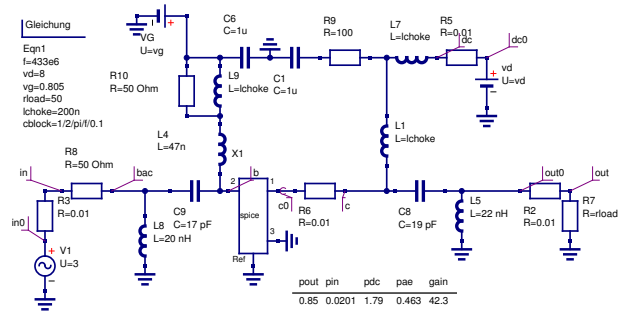 Gleichung
Eqn1
f=433e6
vd=8
vg=0.805
rload=50
lchoke=200n
cblock=1/2/pi/f/0.1
VG
U=vg
C6
C=1u
C1
C=1u
R9
R=100
L7
L=lchoke
R5
R=0.01
dc
dc0
vd
U=vd
R10
R=50 Ohm
L9
L=lchoke
L4
L=47n
L1
L=lchoke
X1
R8
R=50 Ohm
in
bac
b
R3
R=0.01
in0
V1
U=3
L8
L=20 nH
C9
C=17 pF
2
1
spice
3
Ref
c0
R6
R=0.01
c
C8
C=19 pF
L5
L=22 nH
out0
R2
R=0.01
out
R7
R=rload
pout pin pdc pae gain
0.85 0.0201 1.79 0.463 42.3